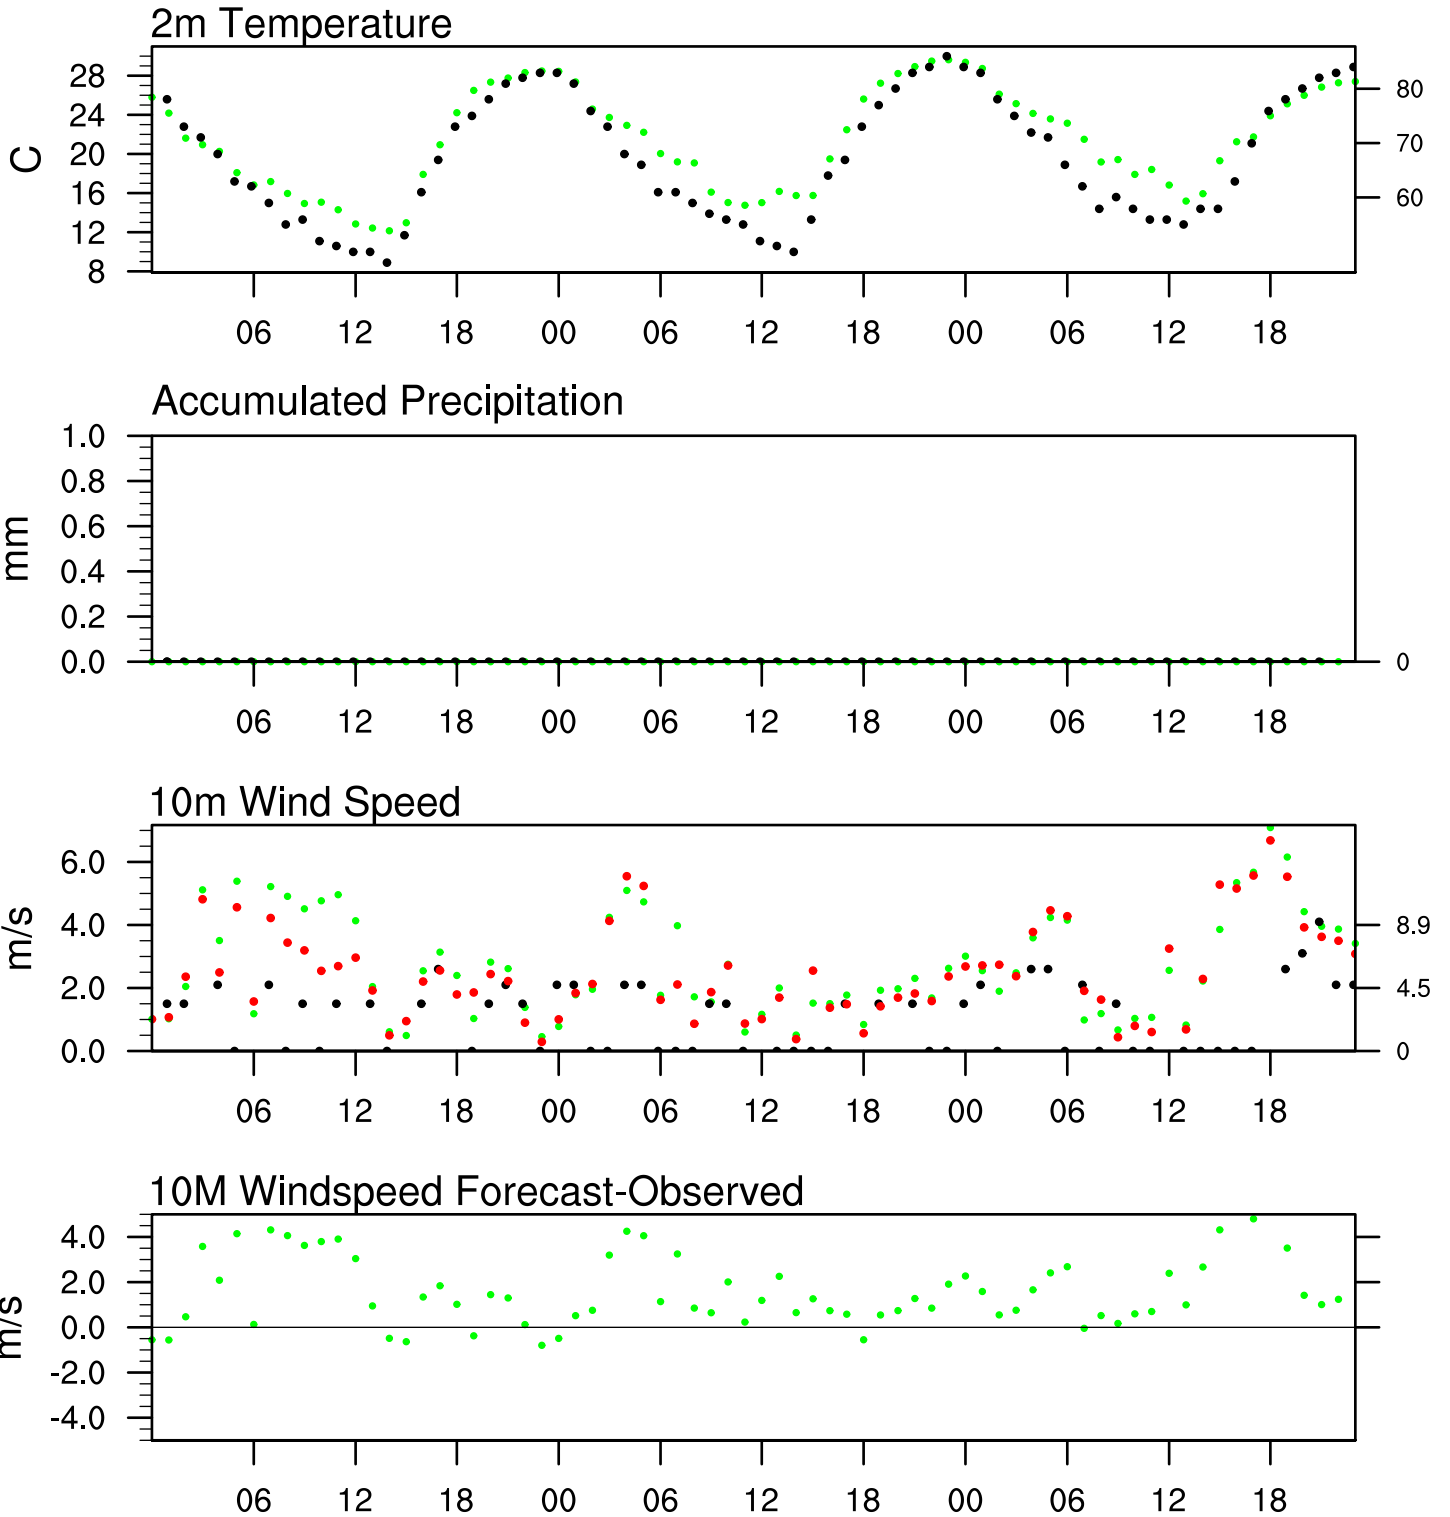 2m Temperature
C
28
24
20
16
12
8
80
70
60
06 12 18 00 06 12 18 00 06 12 18
Accumulated Precipitation
mm
1.0
0.8
0.6
0.4
0.2
0.0
0
06 12 18 00 06 12 18 00 06 12 18
10m Wind Speed
m/s
6.0
4.0
2.0
0.0
8.9
4.5
0
06 12 18 00 06 12 18 00 06 12 18
10M Windspeed Forecast-Observed
m/s
4.0
2.0
0.0
-2.0
-4.0
06 12 18 00 06 12 18 00 06 12 18